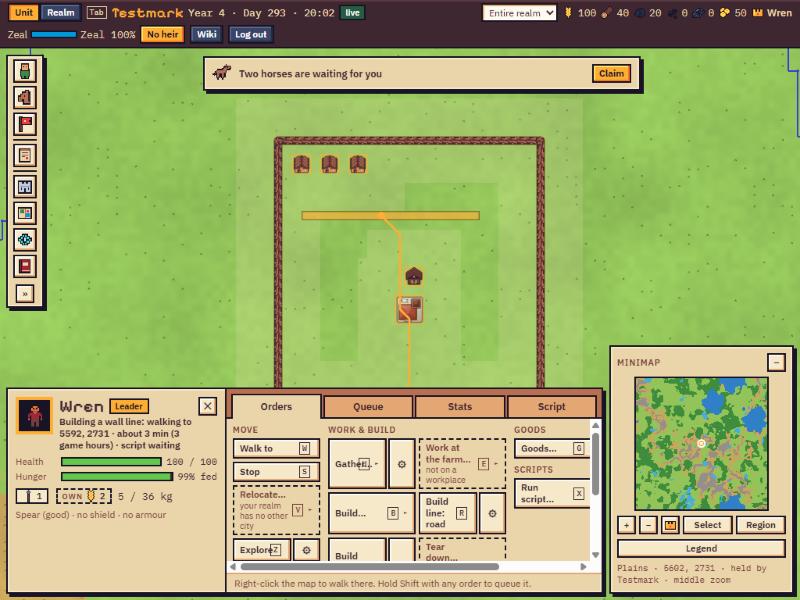 Unit Realm Tab Testmark Year 4 · Day 293 · 20:02 live Entire realm 100 40 20 0 0 50 Wren
Zeal Zeal 100% No heir Wiki Log out
Two horses are waiting for you Claim
»
Wren Leader ×
Building a wall line: walking to
5592, 2731 · about 3 min (3
game hours) · script waiting
Health 100 / 100
Hunger 99% fed
1 OWN 2 5 / 36 kg
Spear (good) · no shield · no armour
Orders Queue Stats Script
MOVE
Walk to W
Stop S
Relocate... V
your realm
has no other
city
Explore Z
WORK & BUILD
Build... B
Build
Work at
the farm... E
not on a
workplace
Build
line: R
road
Tear
down...
GOODS
Goods... G
SCRIPTS
Run
script... X
Right-click the map to walk there. Hold Shift with any order to queue it.
MINIMAP −
+ − Select Region
Legend
Plains · 5602, 2731 · held by
Testmark · middle zoom